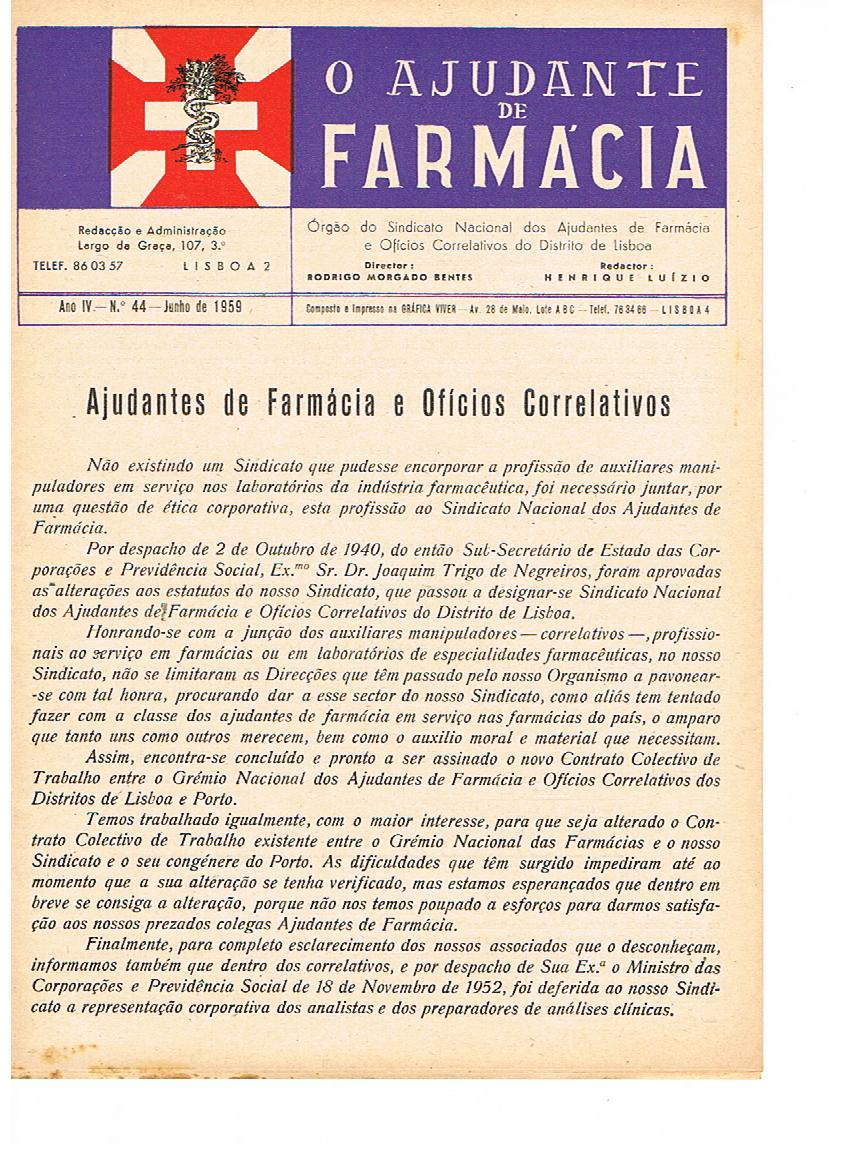 O AJUDANTE
DE
FARMÁCIA
Redacção e Administração
Largo da Graça, 107, 3.º
TELEF. 86 03 57 LISBOA 2
Órgão do Sindicato Nacional dos Ajudantes de Farmácia
e Ofícios Correlativos do Distrito de Lisboa
Director: Redactor:
RODRIGO MORGADO BENTES HENRIQUE LUÍZIO
Ano IV — N.º 44 — Junho de 1959
Composto e Impresso na GRÁFICA VIVER — Av. 28 de Maio, Lote ABC — Telef. 76 34 66 — LISBOA 4
Ajudantes de Farmácia e Ofícios Correlativos
Não existindo um Sindicato que pudesse encorporar a profissão de auxiliares mani-
puladores em serviço nos laboratórios da indústria farmacêutica, foi necessário juntar, por
uma questão de ética corporativa, esta profissão ao Sindicato Nacional dos Ajudantes de
Farmácia.
Por despacho de 2 de Outubro de 1940, do então Sub-Secretário de Estado das Cor-
porações e Previdência Social, Ex.mo Sr. Dr. Joaquim Trigo de Negreiros, foram aprovadas
as alterações aos estatutos do nosso Sindicato, que passou a designar-se Sindicato Nacional
dos Ajudantes de Farmácia e Ofícios Correlativos do Distrito de Lisboa.
Honrando-se com a junção dos auxiliares manipuladores — correlativos —, profissio-
nais ao serviço em farmácias ou em laboratórios de especialidades farmacêuticas, no nosso
Sindicato, não se limitaram as Direcções que têm passado pelo nosso Organismo a pavonear-
-se com tal honra, procurando dar a esse sector do nosso Sindicato, como aliás tem tentado
fazer com a classe dos ajudantes de farmácia em serviço nas farmácias do país, o amparo
que tanto uns como outros merecem, bem como o auxilio moral e material que necessitam.
Assim, encontra-se concluído e pronto a ser assinado o novo Contrato Colectivo de
Trabalho entre o Grémio Nacional dos Ajudantes de Farmácia e Ofícios Correlativos dos
Distritos de Lisboa e Porto.
Temos trabalhado igualmente, com o maior interesse, para que seja alterado o Con-
trato Colectivo de Trabalho existente entre o Grémio Nacional das Farmácias e o nosso
Sindicato e o seu congénere do Porto. As dificuldades que têm surgido impediram até ao
momento que a sua alteração se tenha verificado, mas estamos esperançados que dentro em
breve se consiga a alteração, porque não nos temos poupado a esforços para darmos satisfa-
ção aos nossos prezados colegas Ajudantes de Farmácia.
Finalmente, para completo esclarecimento dos nossos associados que o desconheçam,
informamos também que dentro dos correlativos, e por despacho de Sua Ex.ª o Ministro das
Corporações e Previdência Social de 18 de Novembro de 1952, foi deferida ao nosso Sindi-
cato a representação corporativa dos analistas e dos preparadores de análises clínicas.